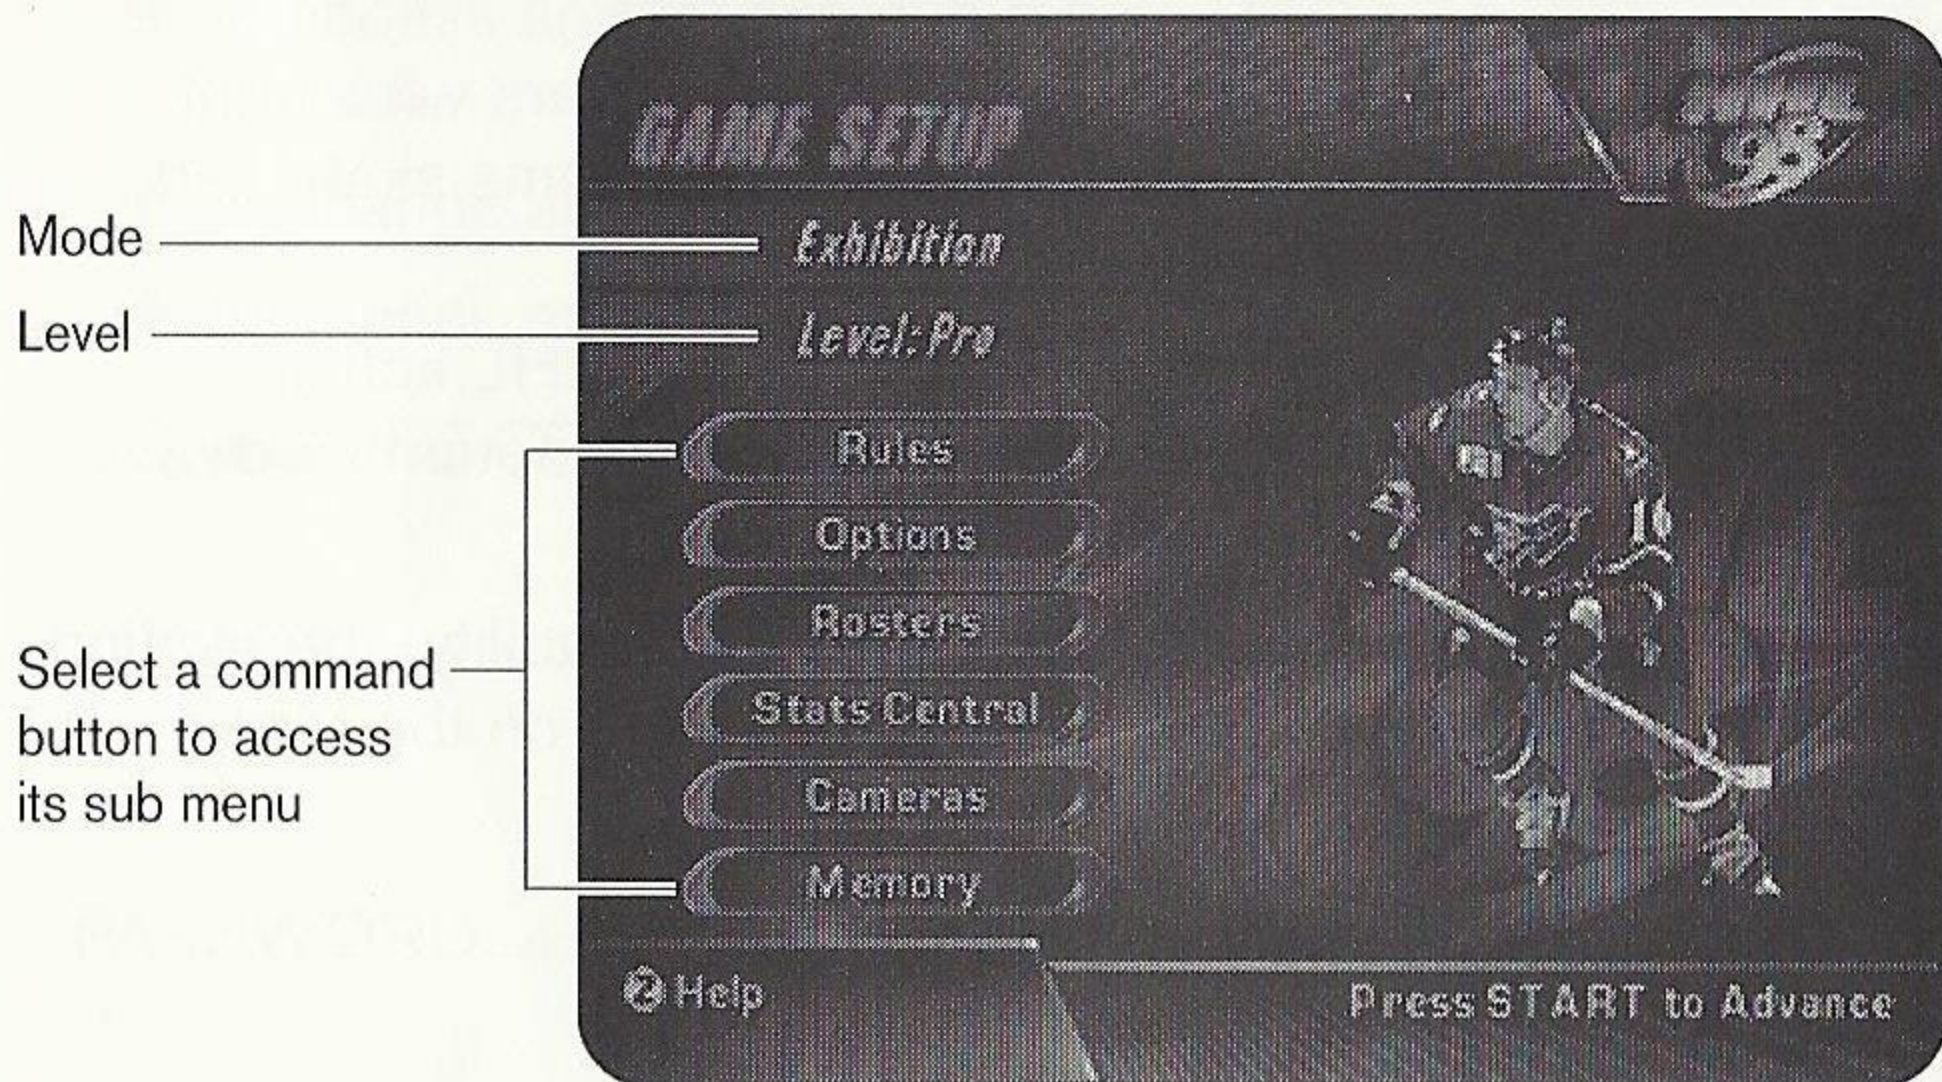 GAME SETUP
Mode
Exhibition
Level
Level: Pro
Select a command
button to access
its sub menu
Rules
Options
Rosters
Stats Central
Cameras
Memory
16
Z Help
Press START to Advance